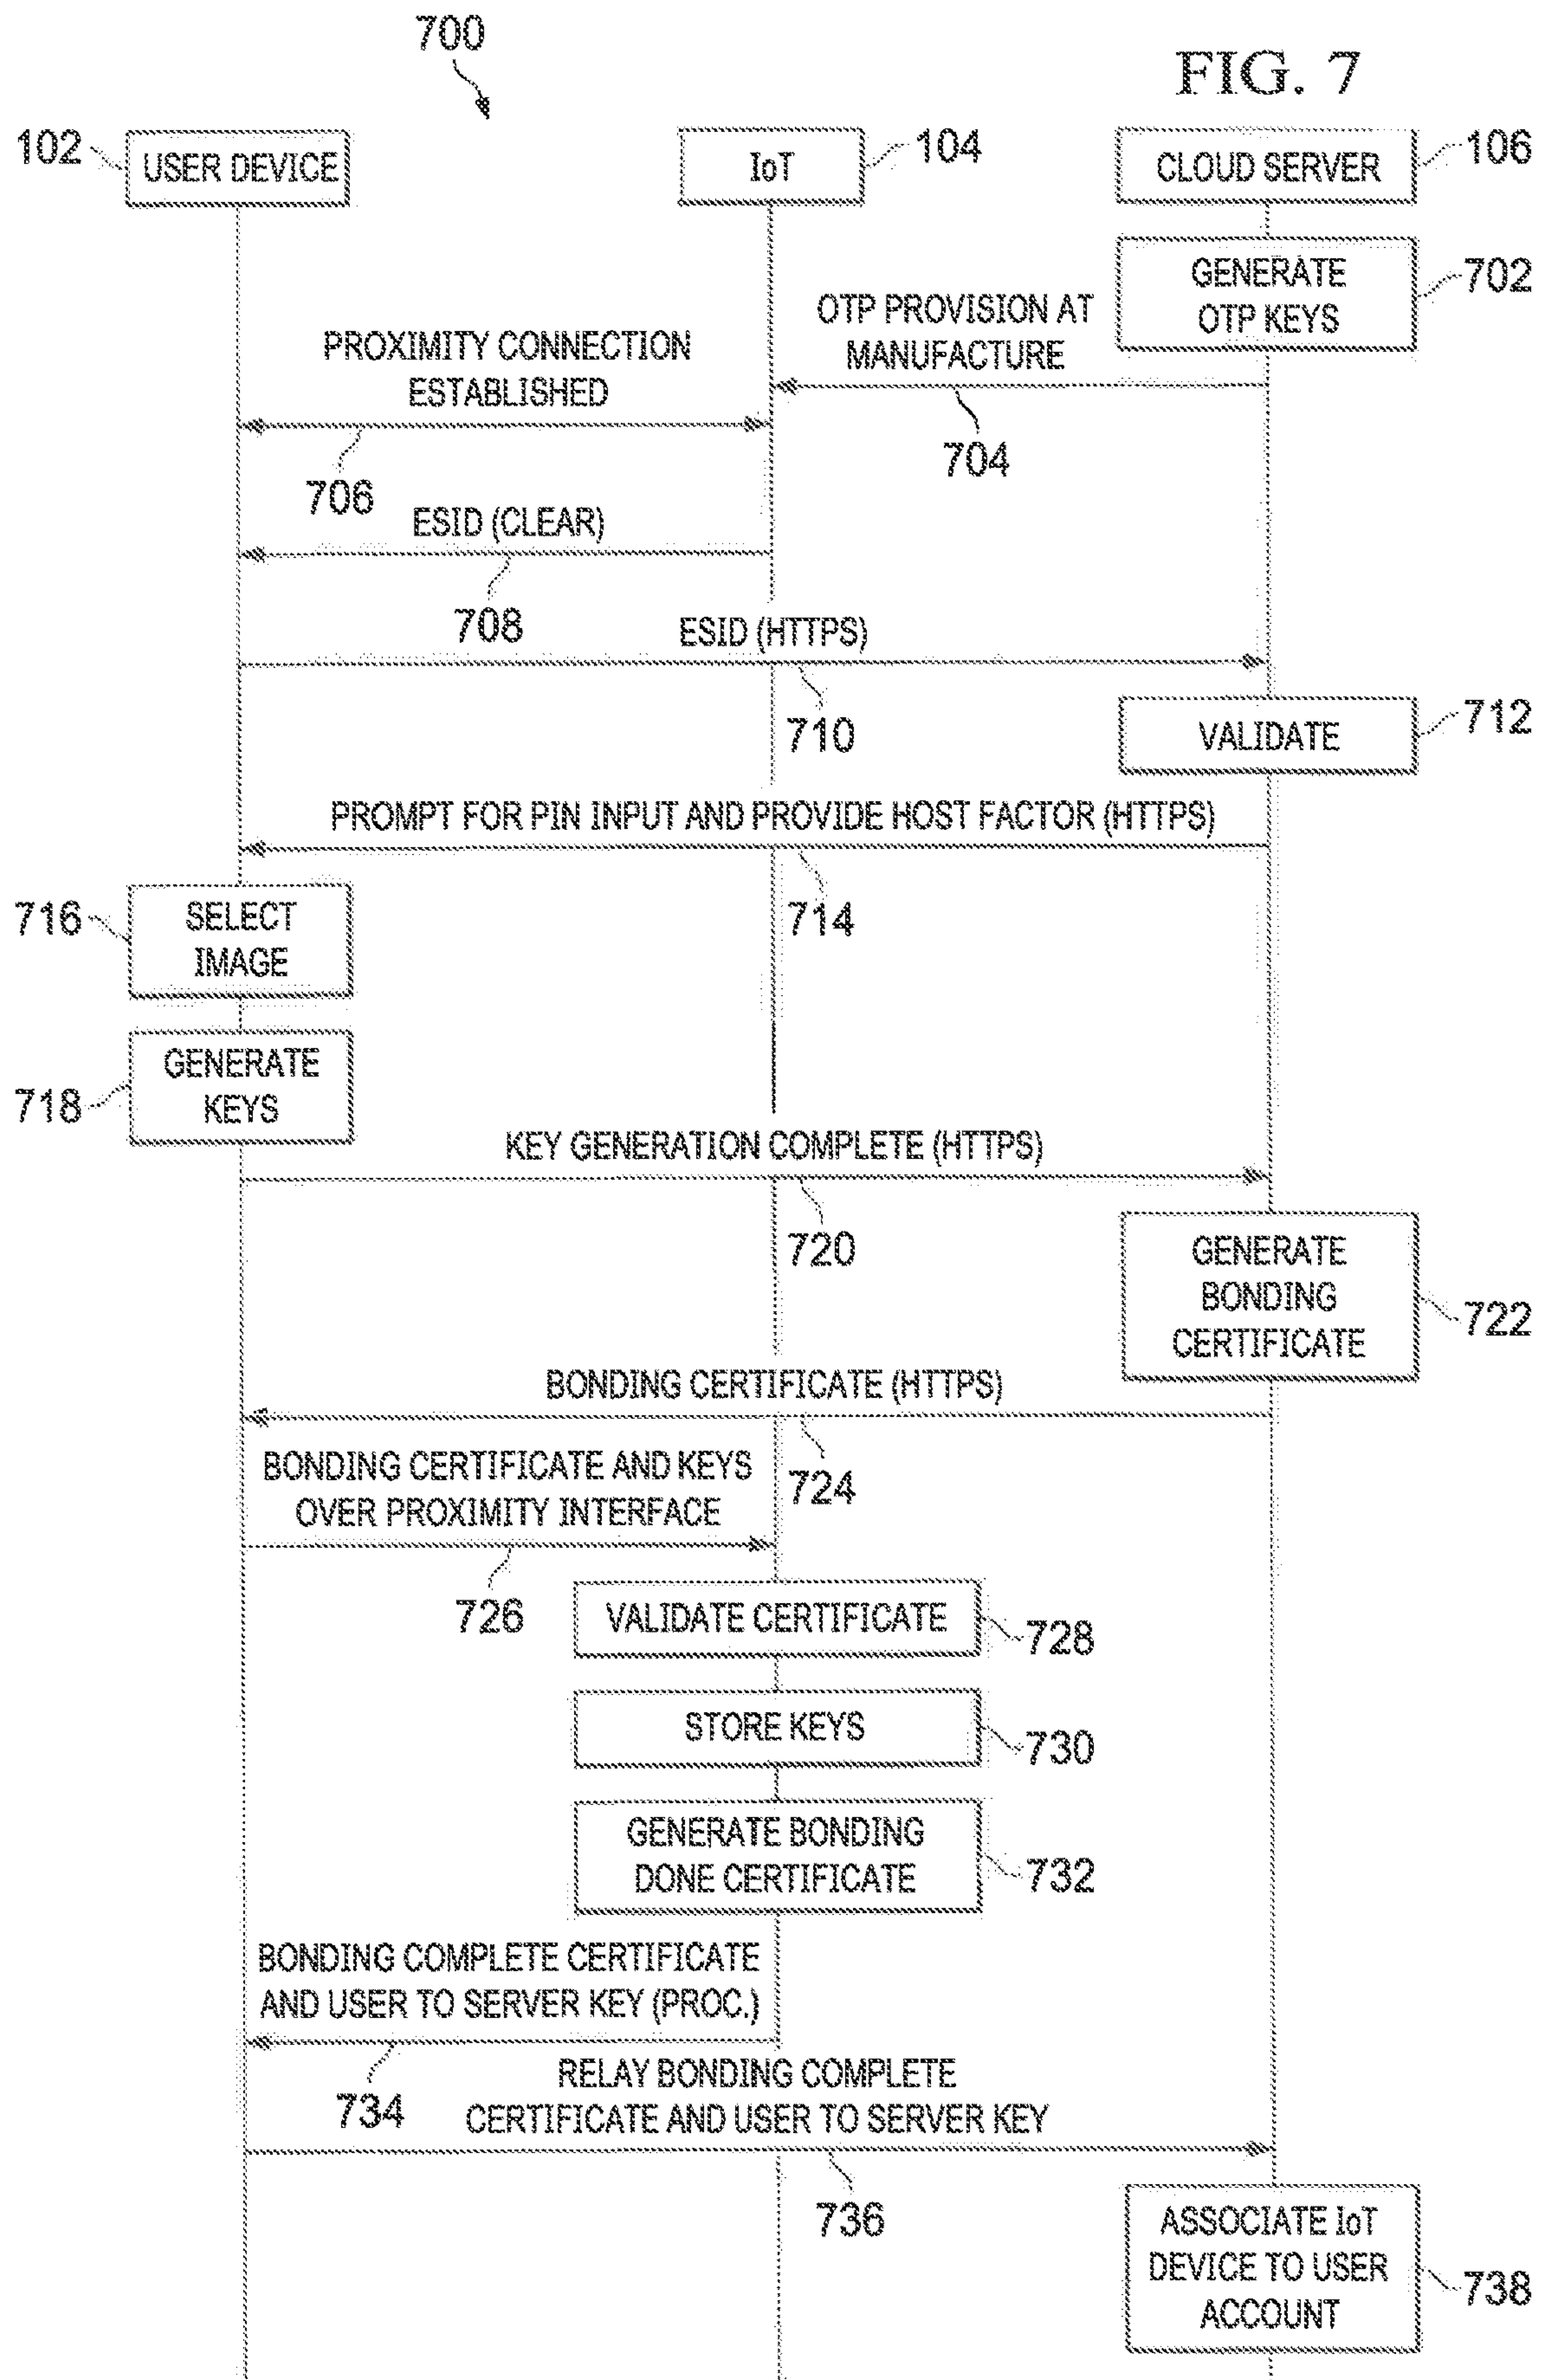 700
FIG. 7
102
USER DEVICE
IoT
104
CLOUD SERVER
106
GENERATE
OTP KEYS
702
OTP PROVISION AT
MANUFACTURE
704
PROXIMITY CONNECTION
ESTABLISHED
706
ESID (CLEAR)
708
ESID (HTTPS)
710
VALIDATE
712
PROMPT FOR PIN INPUT AND PROVIDE HOST FACTOR (HTTPS)
714
716
SELECT
IMAGE
718
GENERATE
KEYS
KEY GENERATION COMPLETE (HTTPS)
720
GENERATE
BONDING
CERTIFICATE
722
BONDING CERTIFICATE (HTTPS)
724
BONDING CERTIFICATE AND KEYS
OVER PROXIMITY INTERFACE
726
VALIDATE CERTIFICATE
728
STORE KEYS
730
GENERATE BONDING
DONE CERTIFICATE
732
BONDING COMPLETE CERTIFICATE
AND USER TO SERVER KEY (PROC.)
734
RELAY BONDING COMPLETE
CERTIFICATE AND USER TO SERVER KEY
736
ASSOCIATE IoT
DEVICE TO USER
ACCOUNT
738